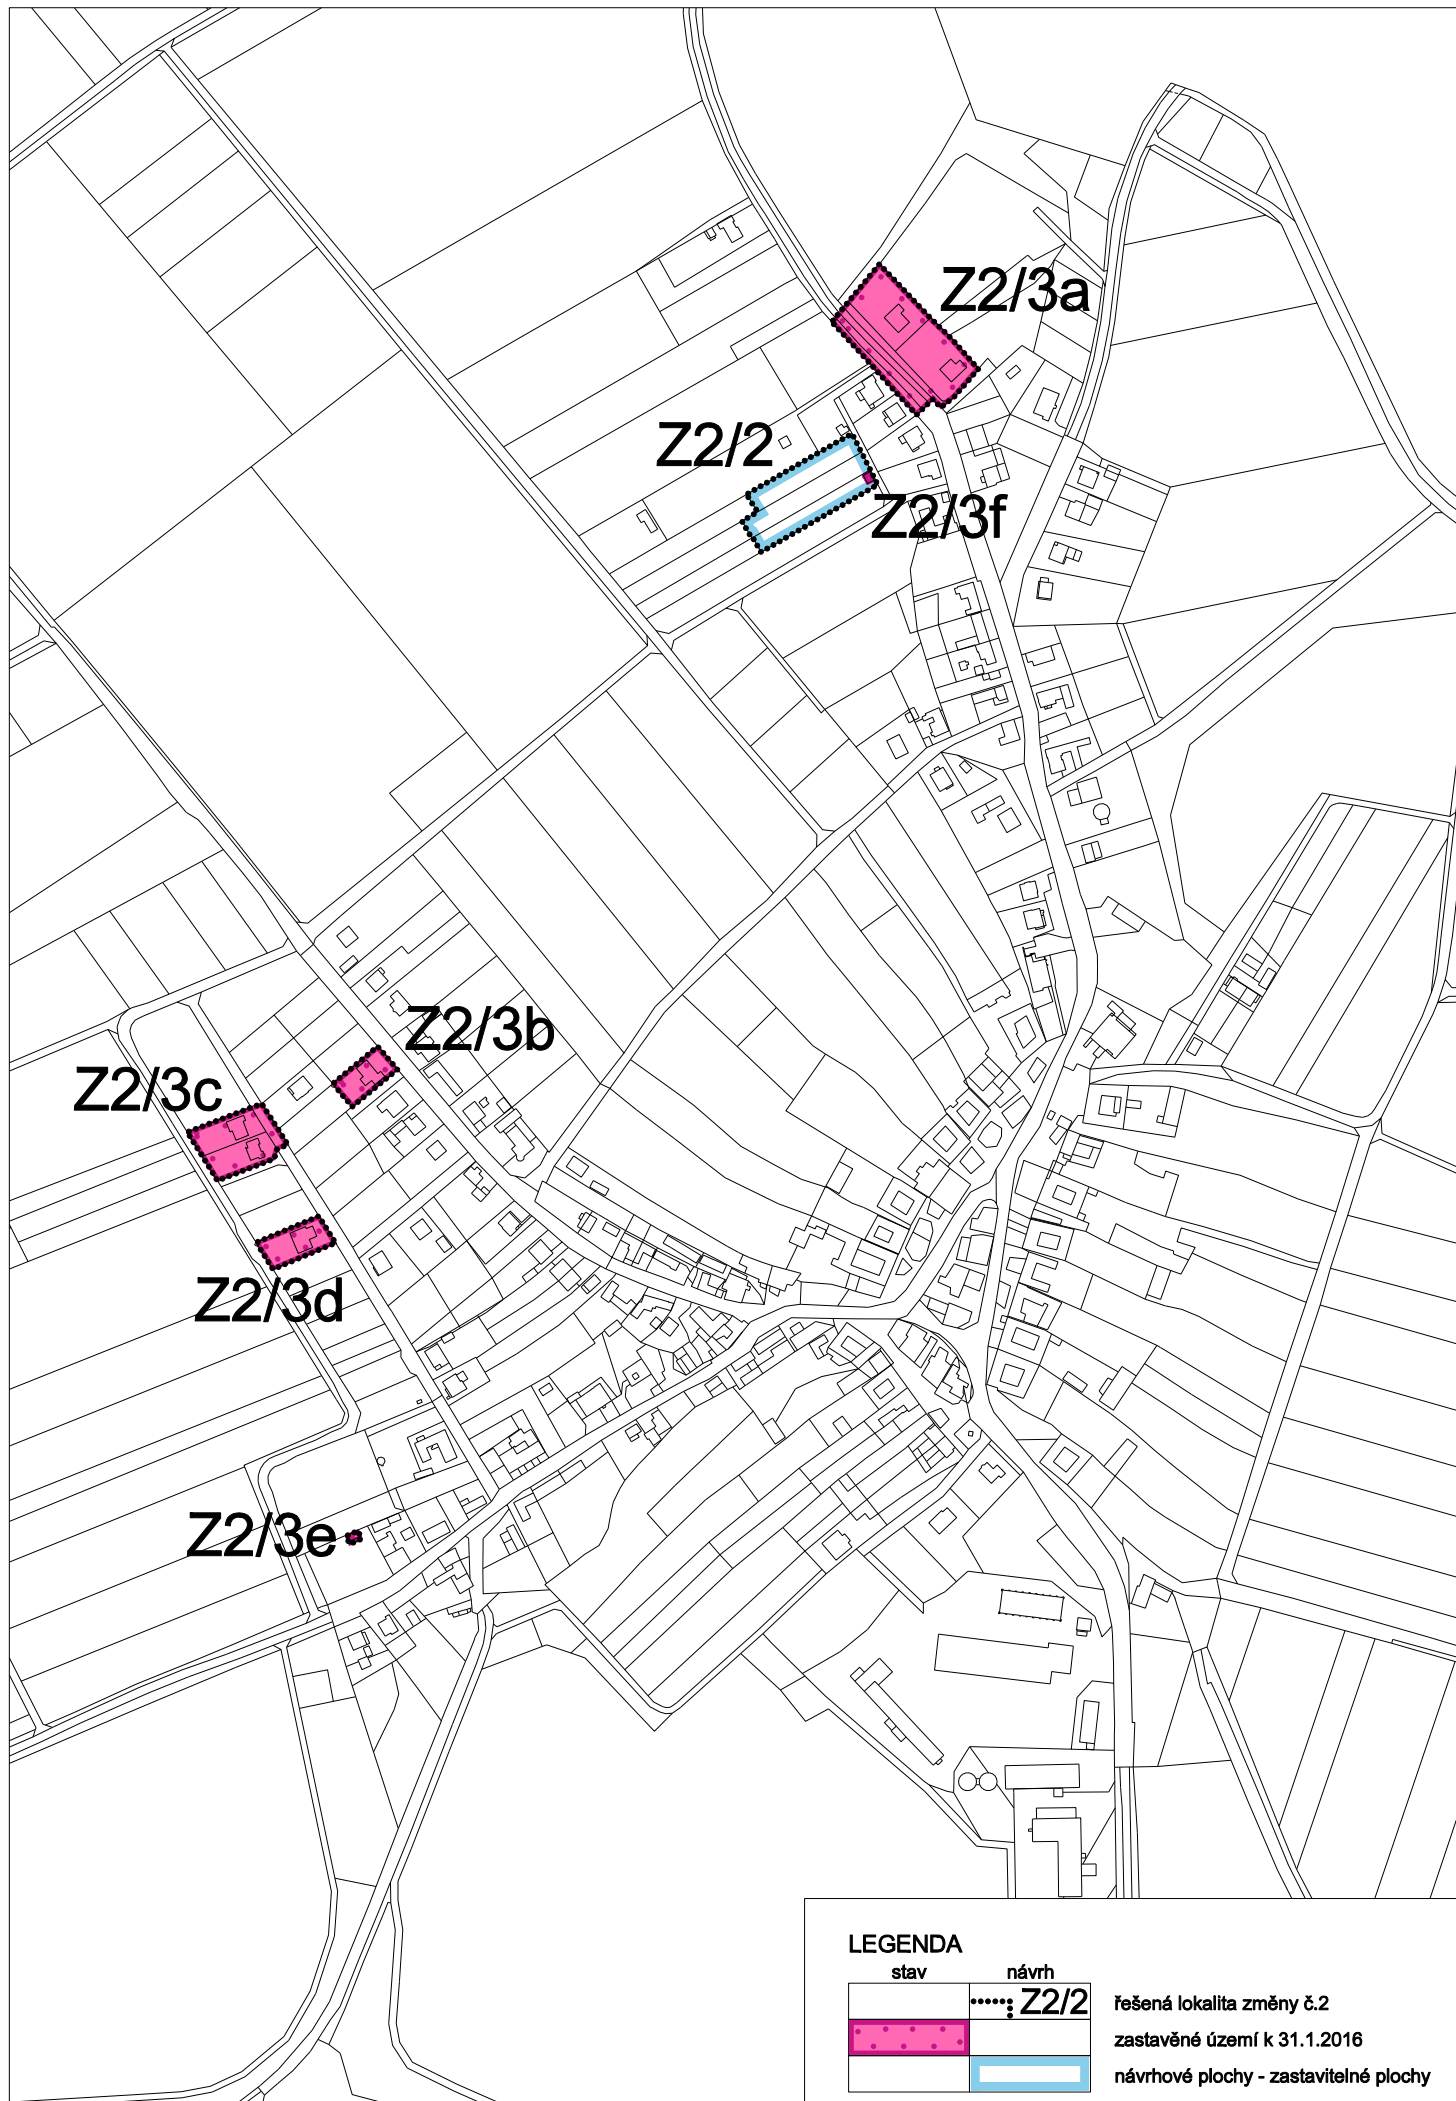 Z2/3a
Z2/2
Z2/3f
Z2/3b
Z2/3c
Z2/3d
Z2/3e
LEGENDA
stav návrh
Z2/2 řešená lokalita změny č.2
zastavěné území k 31.1.2016
návrhové plochy - zastavitelné plochy